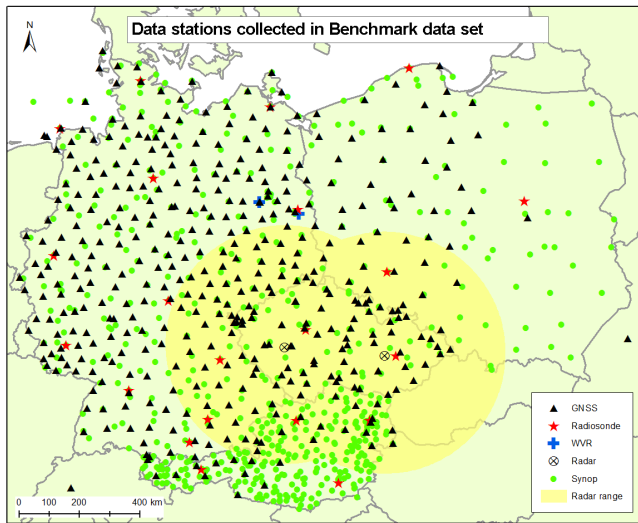 Data stations collected in Benchmark data set
N
GNSS
Radiosonde
WVR
Radar
Synop
Radar range
0 100 200 400 km